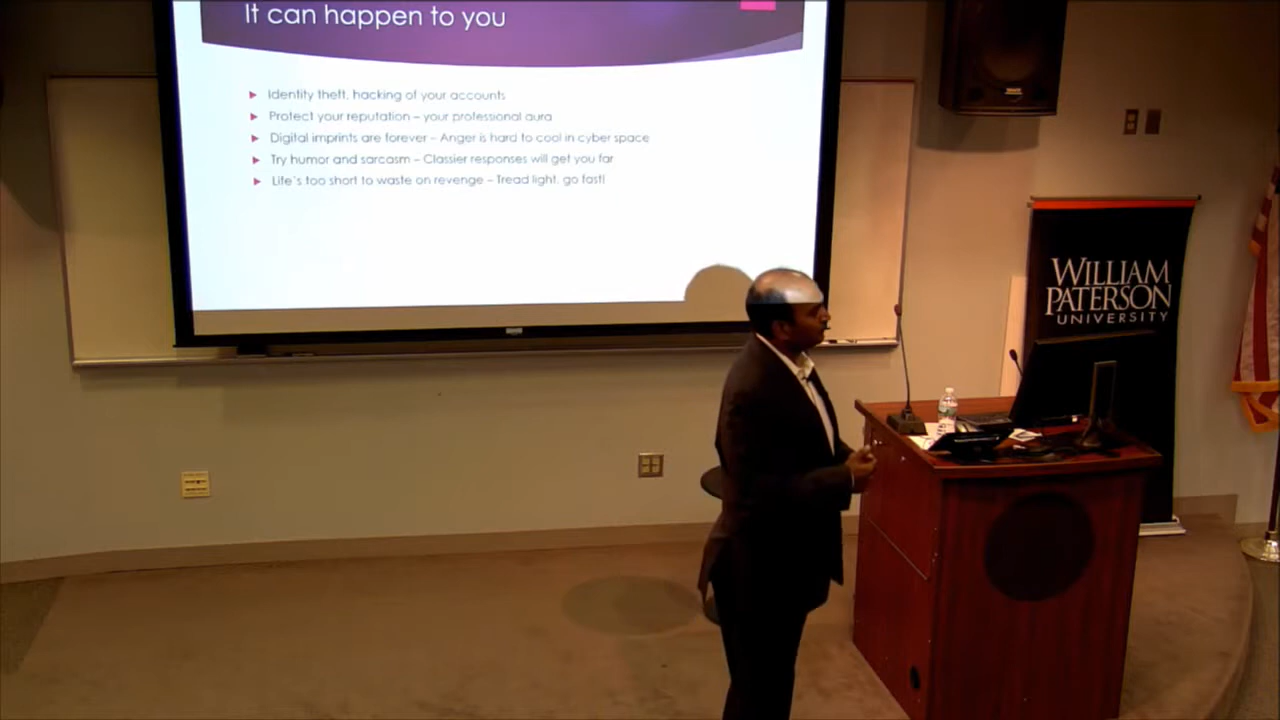 It can happen to you
Identity theft, hacking of your accounts
Protect your reputation – your professional aura
Digital imprints are forever – Anger is hard to cool in cyber space
Try humor and sarcasm – Classier responses will get you far
Life's too short to waste on revenge – Tread light, go fast!
WILLIAM
PATERSON
UNIVERSITY